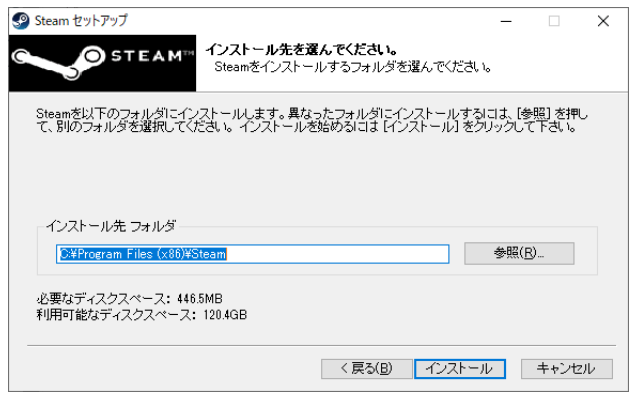 Steam セットアップ
STEAM™
インストール先を選んでください。
Steamをインストールするフォルダを選んでください。
Steamを以下のフォルダにインストールします。異なったフォルダにインストールするには、[参照] を押し
て、別のフォルダを選択してください。インストールを始めるには [インストール] をクリックして下さい。
インストール先 フォルダ
C:¥Program Files (x86)¥Steam
参照(R)...
必要なディスクスペース: 446.5MB
利用可能なディスクスペース: 120.4GB
< 戻る(B)
インストール
キャンセル